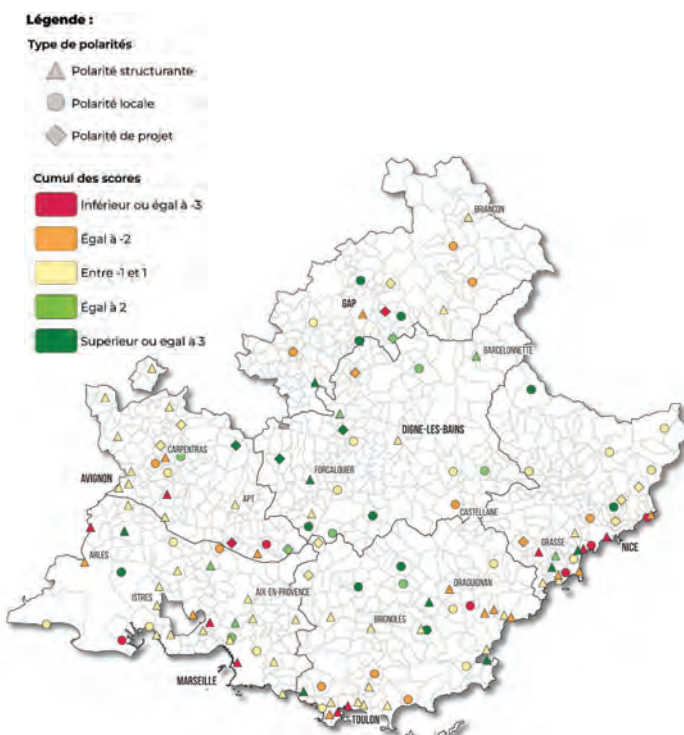 Légende :
Type de polarités
Polarité structurante
Polarité locale
Polarité de projet
Cumul des scores
Inférieur ou égal à -3
Égal à -2
Entre -1 et 1
Égal à 2
Supérieur ou égal à 3
BRIANÇON
GAP
BARCELONNETTE
DIGNE-LES-BAINS
CARPENTRAS
FORCALQUIER
AVIGNON
APT
CASTELLANE
GRASSE
NICE
ARLES
DRAGUIGNAN
ISTRES
AIX-EN-PROVENCE
BRIGNOLES
MARSEILLE
TOULON